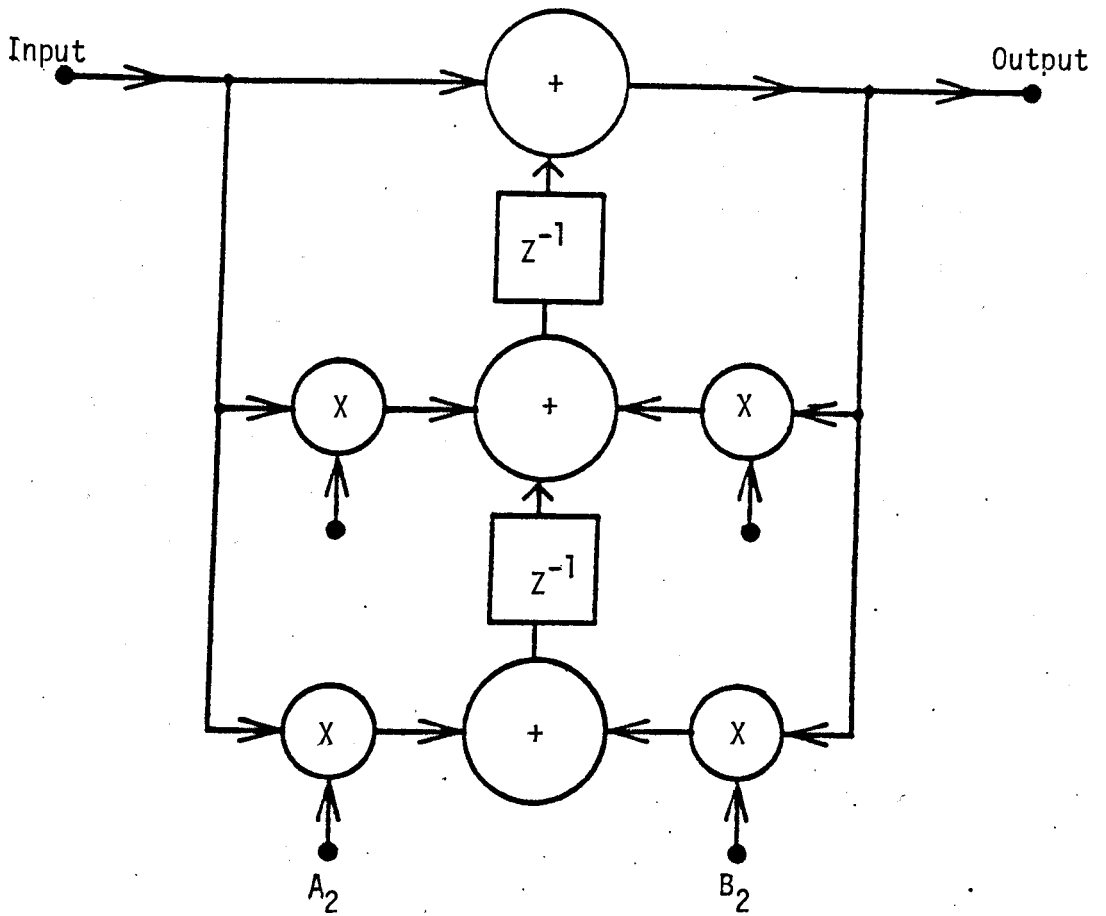 Input
Output
+
Z⁻¹
X
+
X
Z⁻¹
X
+
X
A₂
B₂